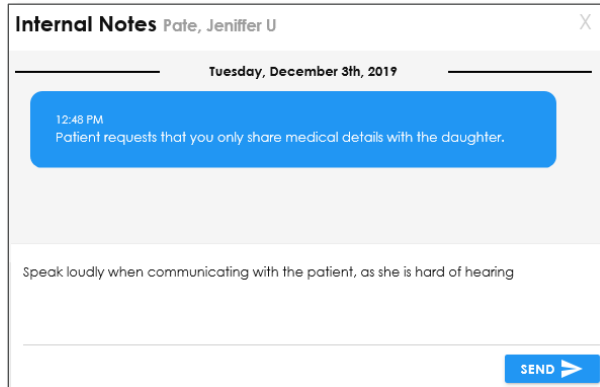 Internal Notes Pate, Jeniffer U X
Tuesday, December 3th, 2019
12:48 PM
Patient requests that you only share medical details with the daughter.
Speak loudly when communicating with the patient, as she is hard of hearing
SEND